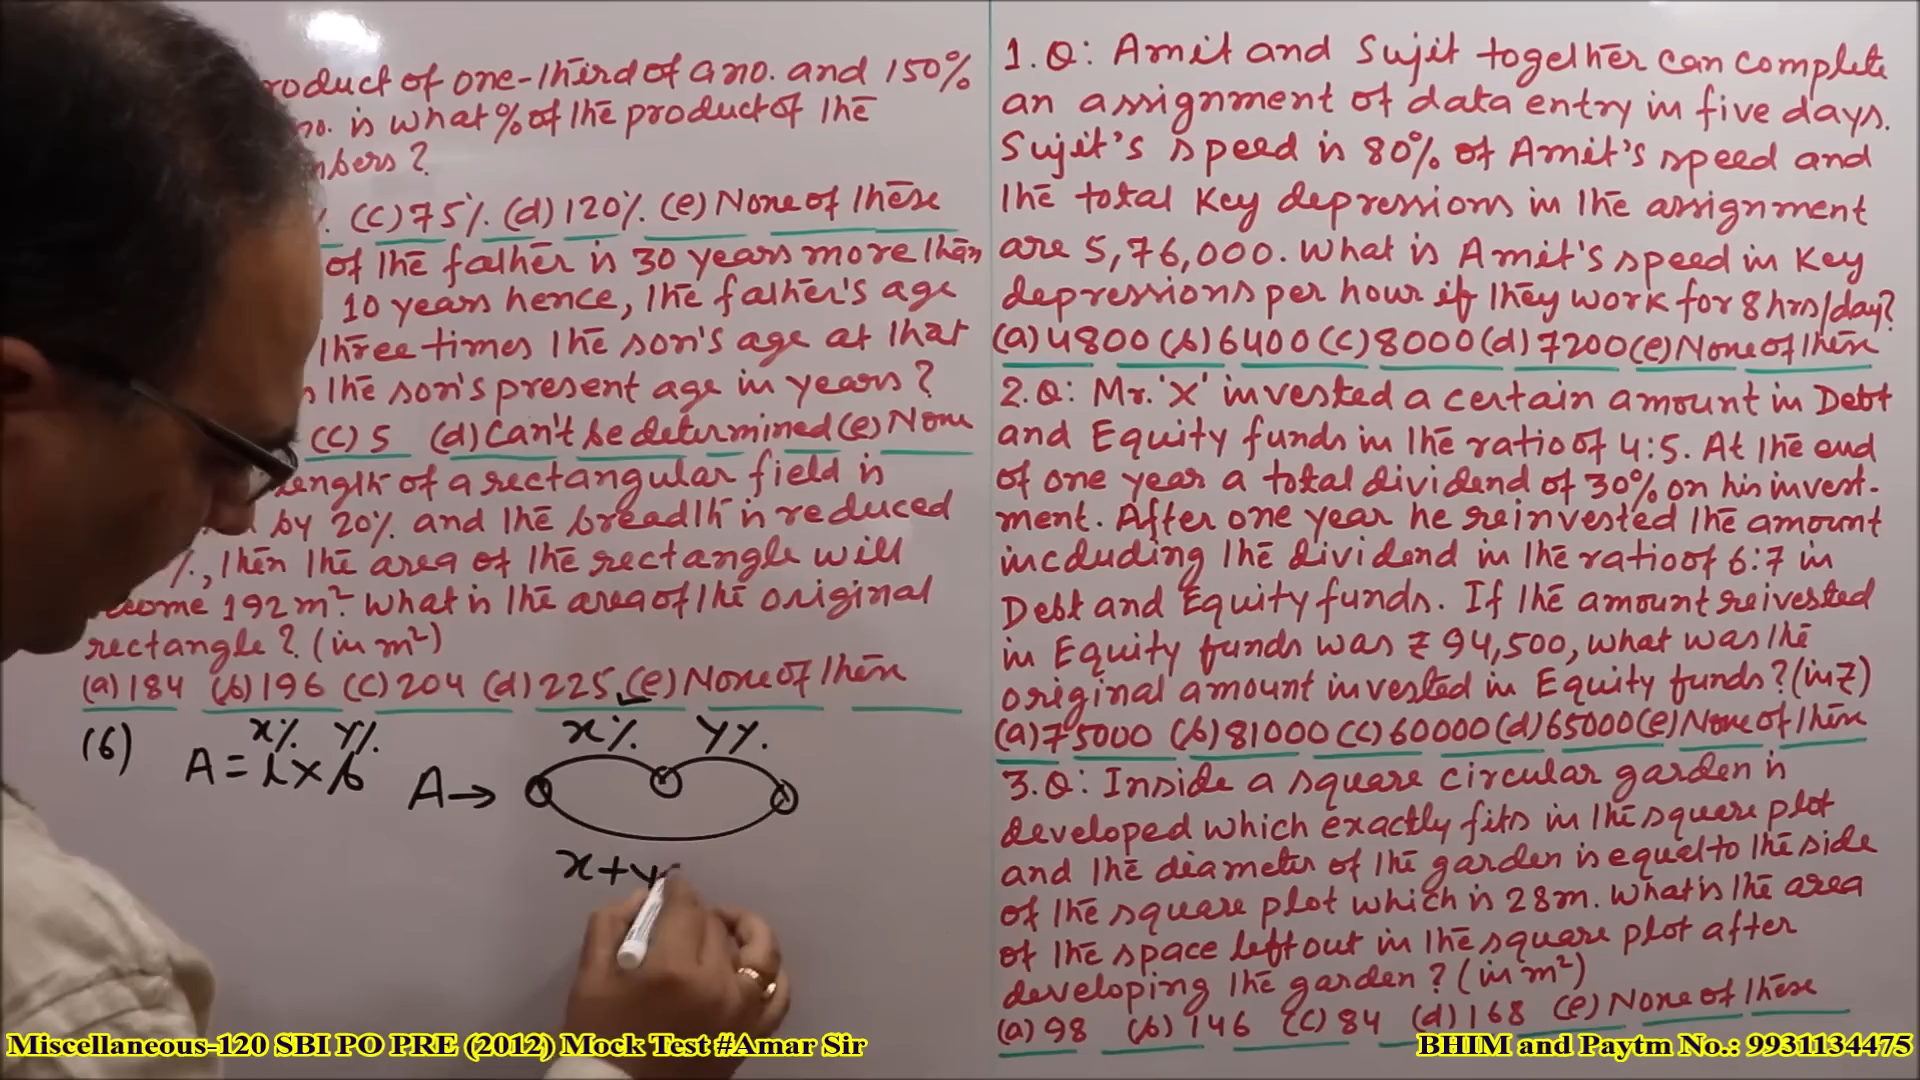 product of one-third of a no. and 150%
no. is what % of the product of the
mbers?
%. (c) 75%. (d) 120%. (e) None of these
of the father is 30 years more than
10 years hence, the father's age
three times the son's age at that
the son's present age in years?
(c) 5 (d) Can't be determined (e) None
length of a rectangular field is
by 20% and the breadth is reduced
%, then the area of the rectangle will
come 192 m². What is the area of the original
rectangle? (in m²)
(a) 184 (b) 196 (c) 204 (d) 225 (e) None of these
(6) x% y% x% y%.
A = l × b A →
x+y
1.Q: Amit and Sujit together can complete
an assignment of data entry in five days.
Sujit's speed is 80% of Amit's speed and
the total Key depressions in the assignment
are 5,76,000. What is Amit's speed in Key
depressions per hour if they work for 8 hrs/day?
(a) 4800 (b) 6400 (c) 8000 (d) 7200 (e) None of these
2.Q: Mr. 'X' invested a certain amount in Debt
and Equity funds in the ratio of 4:5. At the end
of one year a total dividend of 30% on his invest-
ment. After one year he reinvested the amount
including the dividend in the ratio of 6:7 in
Debt and Equity funds. If the amount reivested
in Equity funds was ₹ 94,500, what was the
original amount invested in Equity funds? (in ₹)
(a) 75000 (b) 81000 (c) 60000 (d) 65000 (e) None of these
3.Q: Inside a square circular garden is
developed which exactly fits in the square plot
and the diameter of the garden is equal to the side
of the square plot which is 28m. What is the area
of the space left out in the square plot after
developing the garden? (in m²)
(a) 98 (b) 146 (c) 84 (d) 168 (e) None of these
Miscellaneous-120 SBI PO PRE (2012) Mock Test #Amar Sir
BHIM and Paytm No.: 9931134475